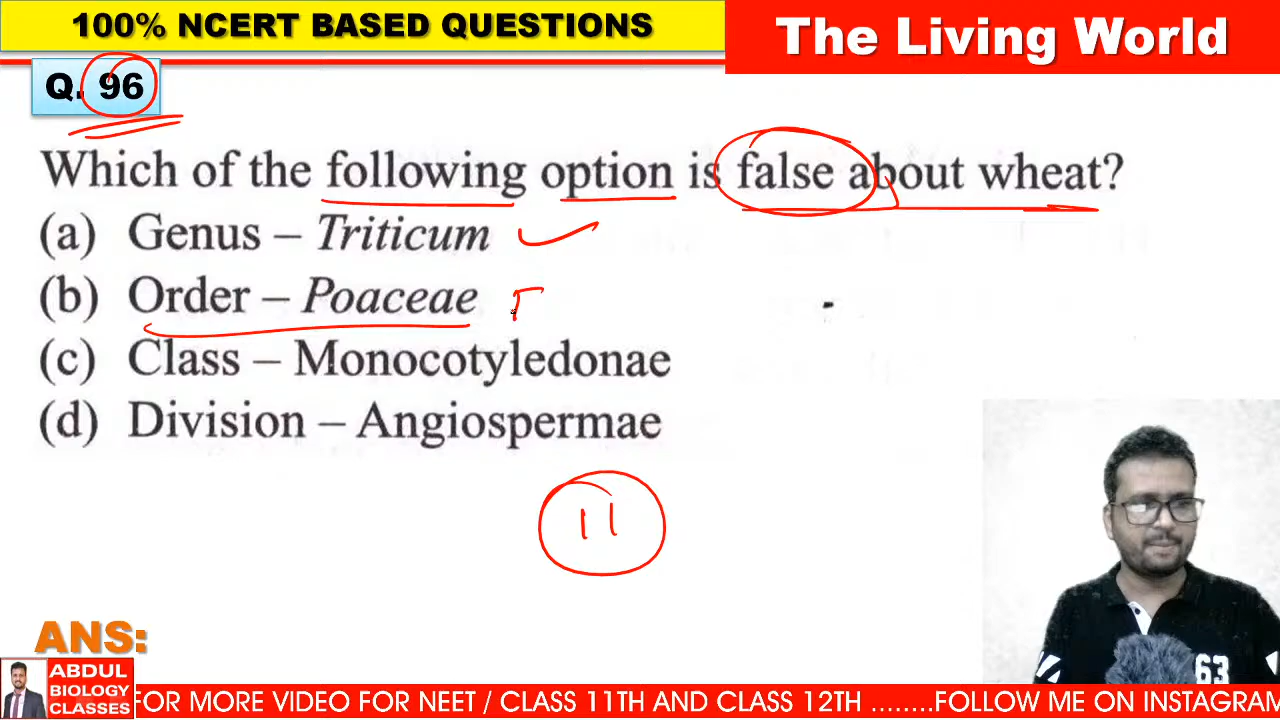 100% NCERT BASED QUESTIONS
The Living World
Q. 96
Which of the following option is false about wheat?
(a) Genus – Triticum
(b) Order – Poaceae
(c) Class – Monocotyledonae
(d) Division – Angiospermae
11
ANS:
63
ABDUL
BIOLOGY
CLASSES
FOR MORE VIDEO FOR NEET / CLASS 11TH AND CLASS 12TH ........FOLLOW ME ON INSTAGRAM